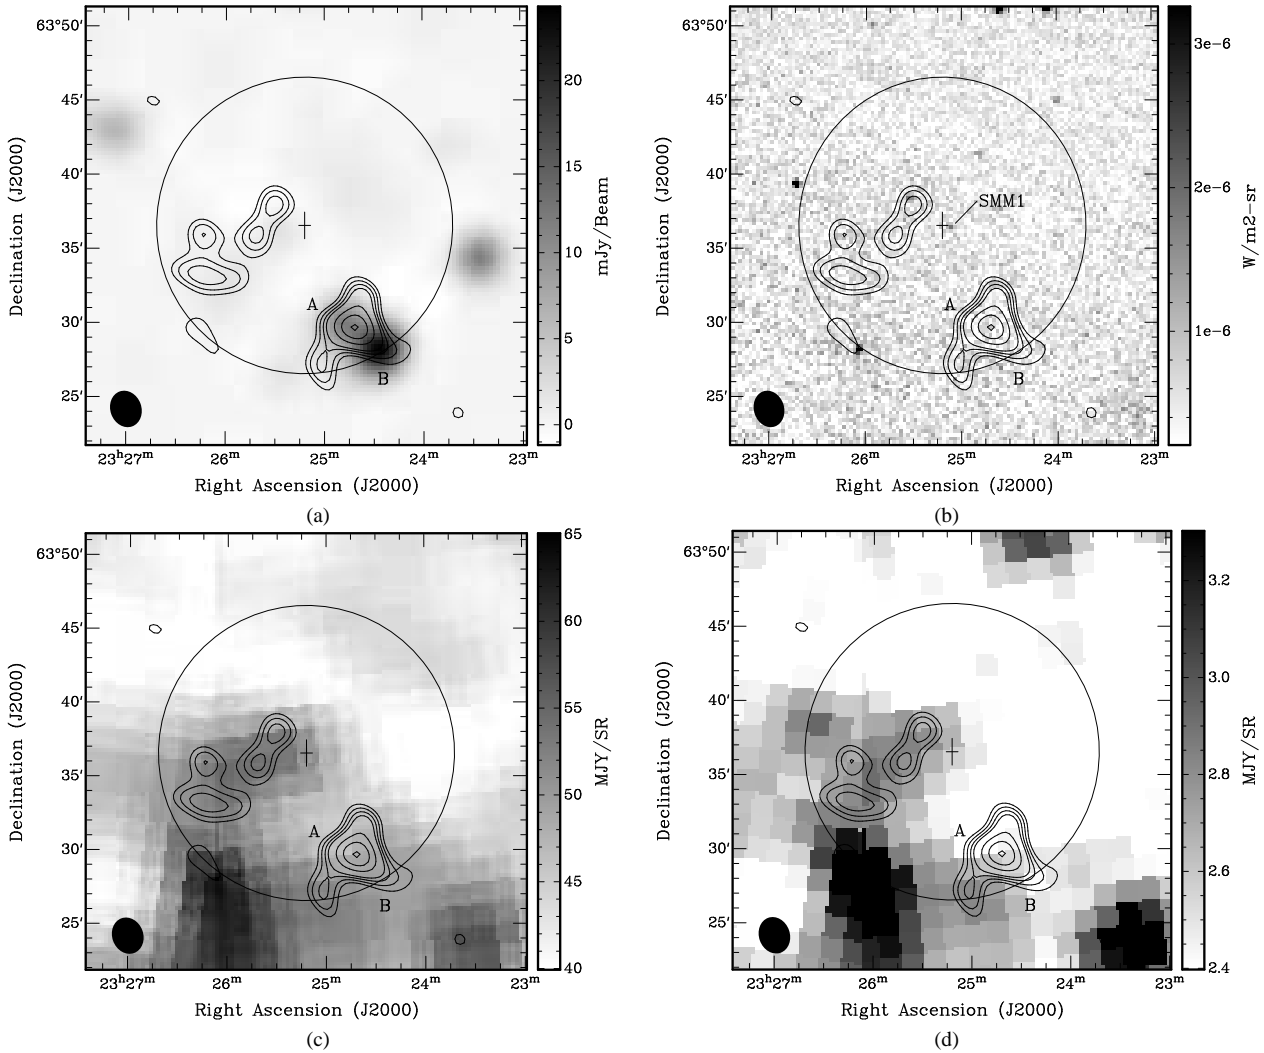 63°50′
45′
40′
35′
30′
25′
Declination (J2000)
A
B
23ʰ27ᵐ
26ᵐ
25ᵐ
24ᵐ
23ᵐ
Right Ascension (J2000)
20
15
10
5
0
mJy/Beam
(a)
63°50′
45′
40′
35′
30′
25′
Declination (J2000)
SMM1
A
B
23ʰ27ᵐ
26ᵐ
25ᵐ
24ᵐ
23ᵐ
Right Ascension (J2000)
3e-6
2e-6
1e-6
W/m2-sr
(b)
63°50′
45′
40′
35′
30′
25′
Declination (J2000)
A
B
23ʰ27ᵐ
26ᵐ
25ᵐ
24ᵐ
23ᵐ
Right Ascension (J2000)
65
60
55
50
45
40
MJY/SR
(c)
63°50′
45′
40′
35′
30′
25′
Declination (J2000)
A
B
23ʰ27ᵐ
26ᵐ
25ᵐ
24ᵐ
23ᵐ
Right Ascension (J2000)
3.2
3.0
2.8
2.6
2.4
MJY/SR
(d)